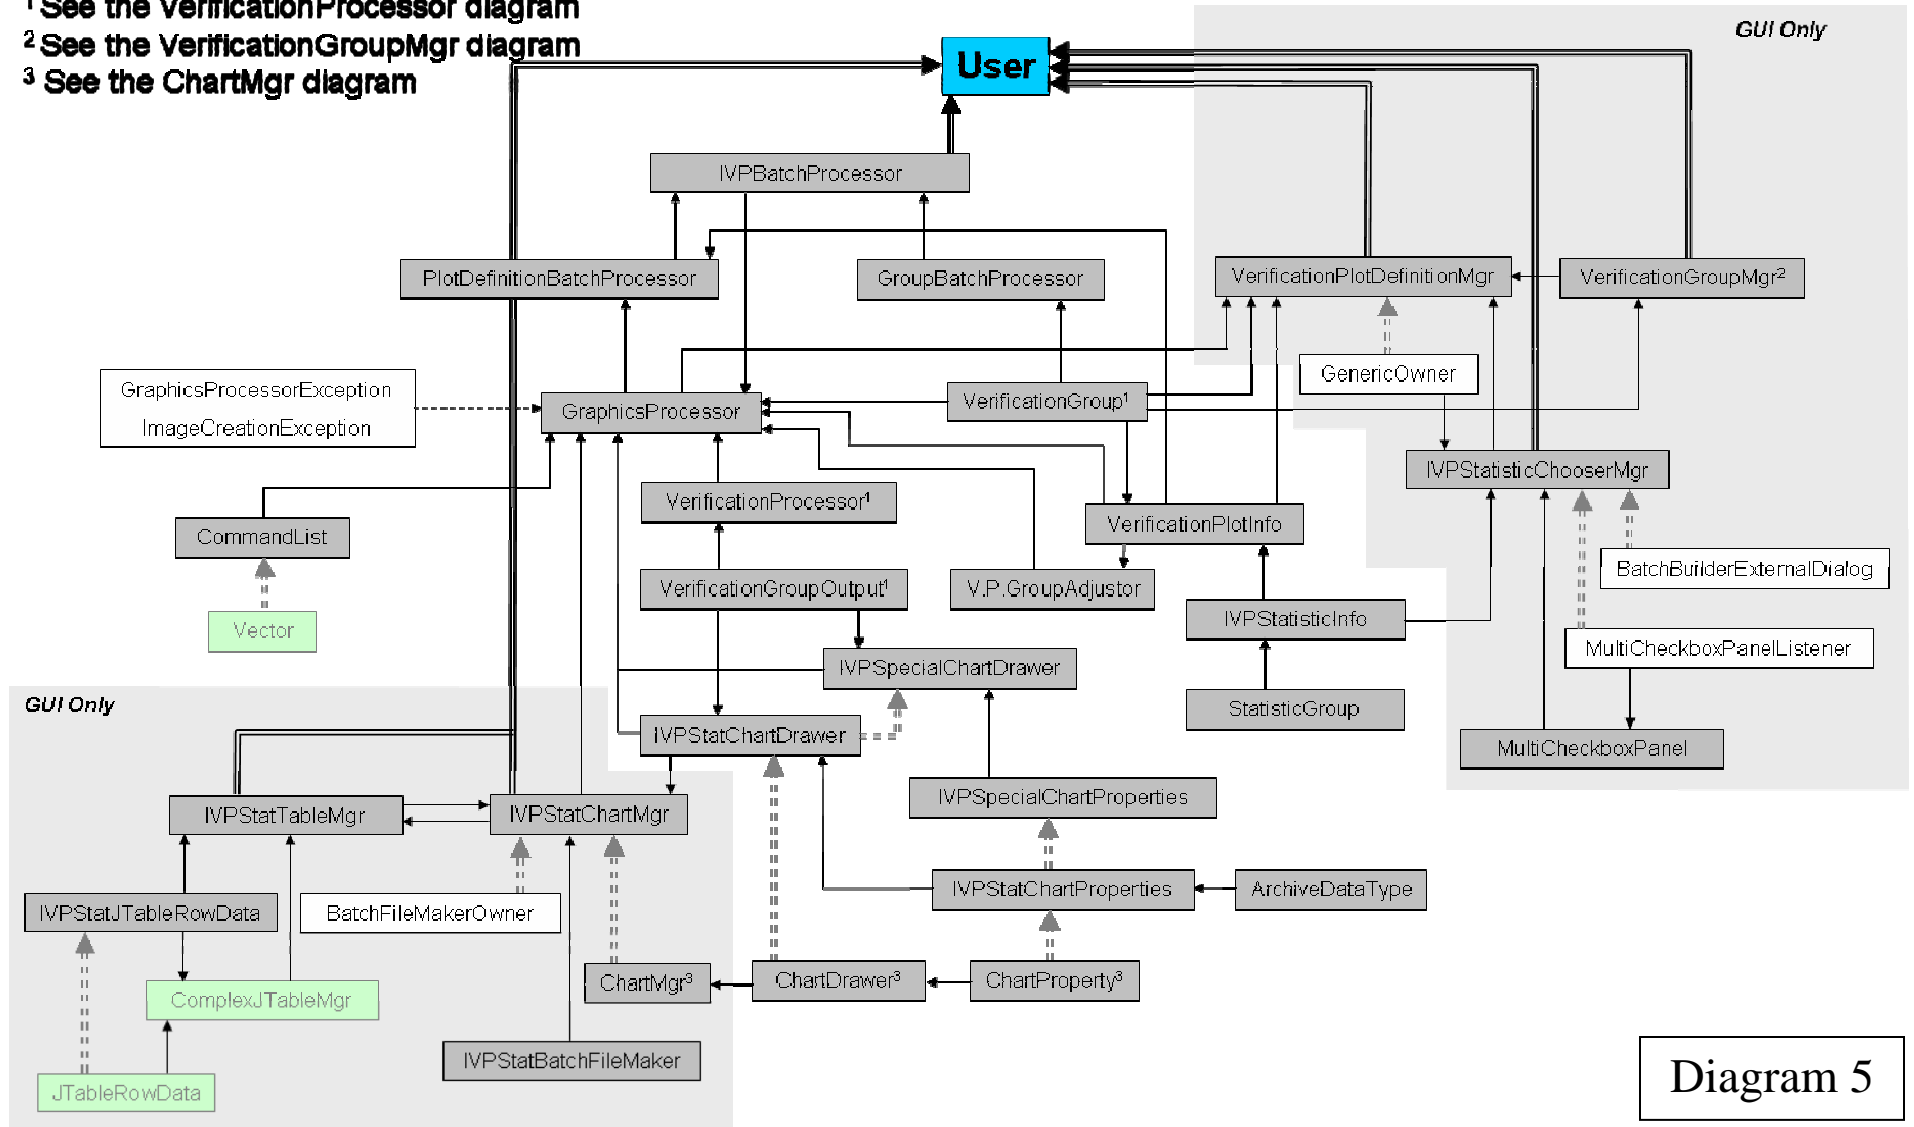 ¹ See the VerificationProcessor diagram
² See the VerificationGroupMgr diagram
³ See the ChartMgr diagram
GUI Only
User
IVPBatchProcessor
PlotDefinitionBatchProcessor
GroupBatchProcessor
VerificationPlotDefinitionMgr
VerificationGroupMgr²
GraphicsProcessorException
ImageCreationException
GraphicsProcessor
VerificationGroup¹
GenericOwner
IVPStatisticChooserMgr
VerificationProcessor¹
VerificationPlotInfo
CommandList
BatchBuilderExternalDialog
VerificationGroupOutput¹
V.P.GroupAdjustor
Vector
IVPStatisticInfo
MultiCheckboxPanelListener
IVPSpecialChartDrawer
StatisticGroup
GUI Only
IVPStatChartDrawer
MultiCheckboxPanel
IVPSpecialChartProperties
IVPStatTableMgr
IVPStatChartMgr
IVPStatChartProperties
ArchiveDataType
IVPStatJTableRowData
BatchFileMakerOwner
ChartMgr³
ChartDrawer³
ChartProperty³
ComplexJTableMgr
IVPStatBatchFileMaker
JTableRowData
Diagram 5